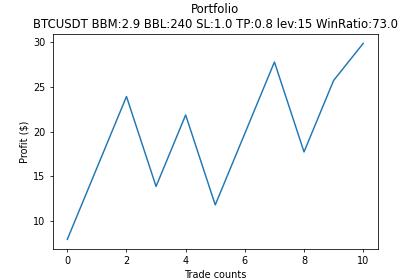 Portfolio
BTCUSDT BBM:2.9 BBL:240 SL:1.0 TP:0.8 lev:15 WinRatio:73.0
30
25
20
15
10
Profit ($)
0 2 4 6 8 10
Trade counts